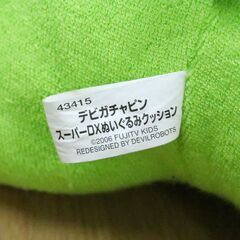 43415
デビガチャピン
スーパーDXぬいぐるみクッション
©2006 FUJITV KIDS
REDESIGNED BY DEVILROBOTS